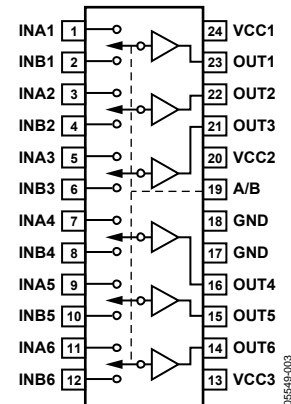 INA1 1 24 VCC1
INB1 2 23 OUT1
INA2 3 22 OUT2
INB2 4 21 OUT3
INA3 5 20 VCC2
INB3 6 19 A/B
INA4 7 18 GND
INB4 8 17 GND
INA5 9 16 OUT4
INB5 10 15 OUT5
INA6 11 14 OUT6
INB6 12 13 VCC3
05549-003